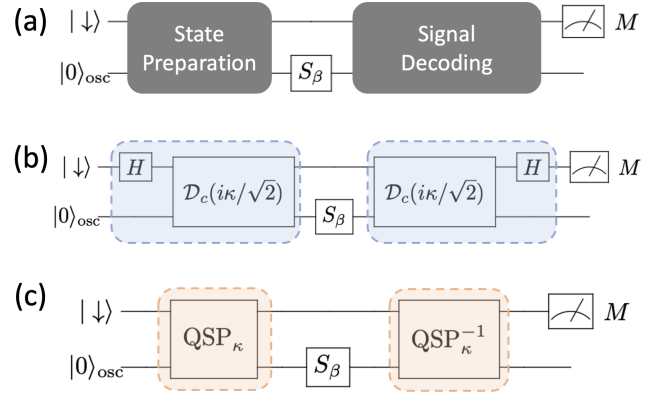 (a) |↓⟩ State Preparation Signal Decoding M
|0⟩osc Sβ
(b) |↓⟩ H 𝒟c(iκ/√2) 𝒟c(iκ/√2) H M
|0⟩osc Sβ
(c) |↓⟩ QSPκ QSPκ⁻¹ M
|0⟩osc Sβ